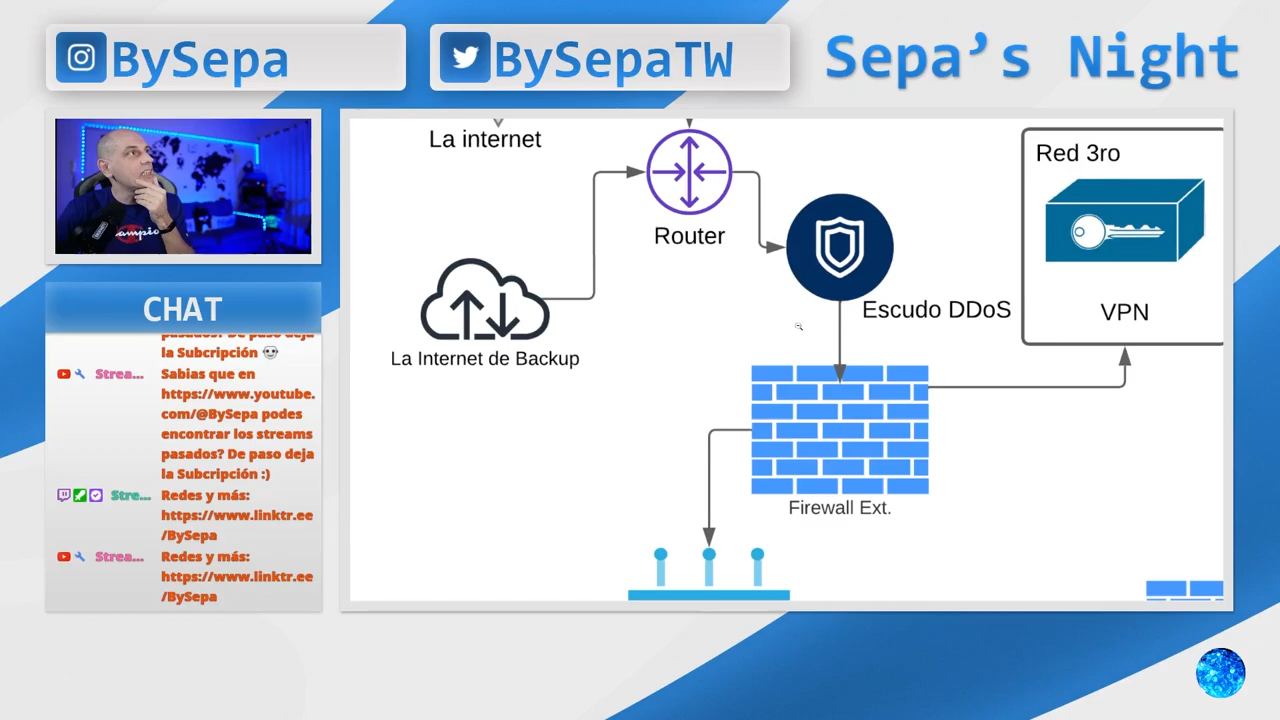 BySepa
BySepaTW
Sepa’s Night
CHAT
pasados? De paso deja
la Subcripción
Strea... Sabias que en
https://www.youtube.
com/@BySepa podes
encontrar los streams
pasados? De paso deja
la Subcripción :)
Stre... Redes y más:
https://www.linktr.ee
/BySepa
Strea... Redes y más:
https://www.linktr.ee
/BySepa
La internet
Router
La Internet de Backup
Escudo DDoS
Red 3ro
VPN
Firewall Ext.